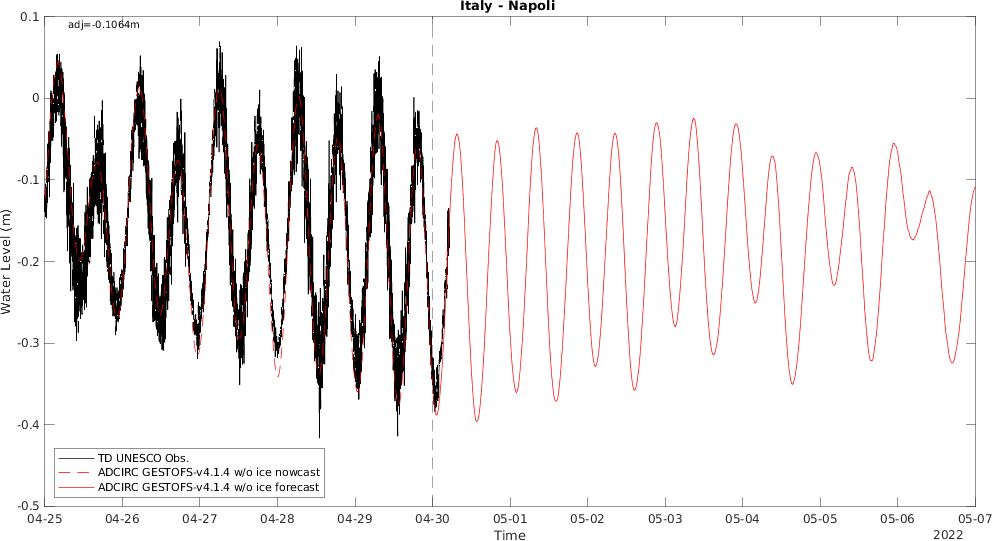 Italy - Napoli
adj=-0.1064m
0.1
0
-0.1
-0.2
-0.3
-0.4
-0.5
Water Level (m)
TD UNESCO Obs.
ADCIRC GESTOFS-v4.1.4 w/o ice nowcast
ADCIRC GESTOFS-v4.1.4 w/o ice forecast
04-25 04-26 04-27 04-28 04-29 04-30 05-01 05-02 05-03 05-04 05-05 05-06 05-07
Time
2022